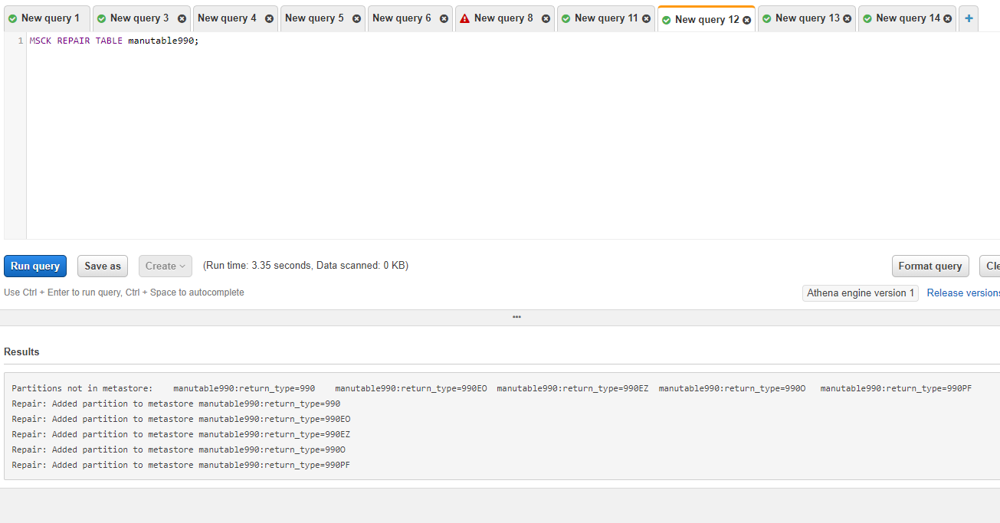 New query 1 New query 3 New query 4 New query 5 New query 6 New query 8 New query 11 New query 12 New query 13 New query 14 +
1 MSCK REPAIR TABLE manutable990;
Run query Save as Create (Run time: 3.35 seconds, Data scanned: 0 KB) Format query Cle
Use Ctrl + Enter to run query, Ctrl + Space to autocomplete Athena engine version 1 Release versions
Results
Partitions not in metastore: manutable990:return_type=990 manutable990:return_type=990EO manutable990:return_type=990EZ manutable990:return_type=990O manutable990:return_type=990PF
Repair: Added partition to metastore manutable990:return_type=990
Repair: Added partition to metastore manutable990:return_type=990EO
Repair: Added partition to metastore manutable990:return_type=990EZ
Repair: Added partition to metastore manutable990:return_type=990O
Repair: Added partition to metastore manutable990:return_type=990PF